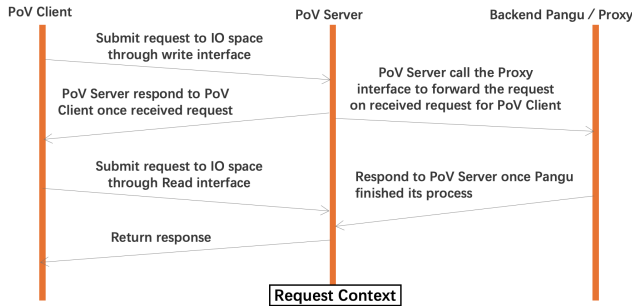 PoV Client
PoV Server
Backend Pangu / Proxy
Submit request to IO space
through write interface
PoV Server call the Proxy
interface to forward the request
on received request for PoV Client
PoV Server respond to PoV
Client once received request
Submit request to IO space
through Read interface
Respond to PoV Server once Pangu
finished its process
Return response
Request Context